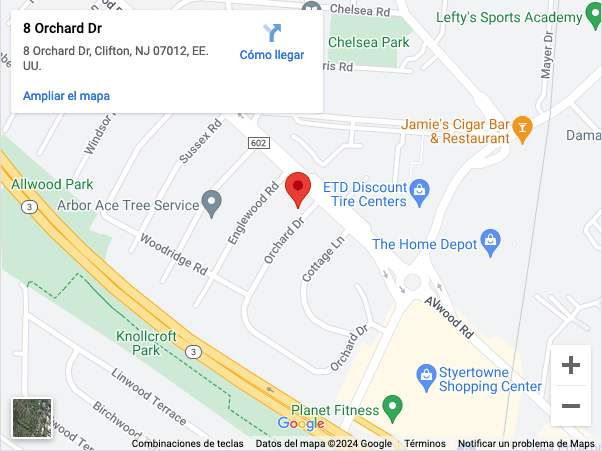 8 Orchard Dr
8 Orchard Dr, Clifton, NJ 07012, EE.
UU.
Cómo llegar
Ampliar el mapa
Lefty's Sports Academy
Chelsea Rd
Chelsea Park
Mayer Dr
Jamie's Cigar Bar
& Restaurant
Dama
Windsor
Sussex Rd
602
Allwood Park
3
Arbor Ace Tree Service
Englewood Rd
ETD Discount
Tire Centers
The Home Depot
Woodridge Rd
Orchard Dr
Cottage Ln
Allwood Rd
Knollcroft
Park
3
Orchard Dr
Linwood Terrace
Birchwood
Styertowne
Shopping Center
Planet Fitness
Google
Combinaciones de teclas
Datos del mapa ©2024 Google
Términos
Notificar un problema de Maps